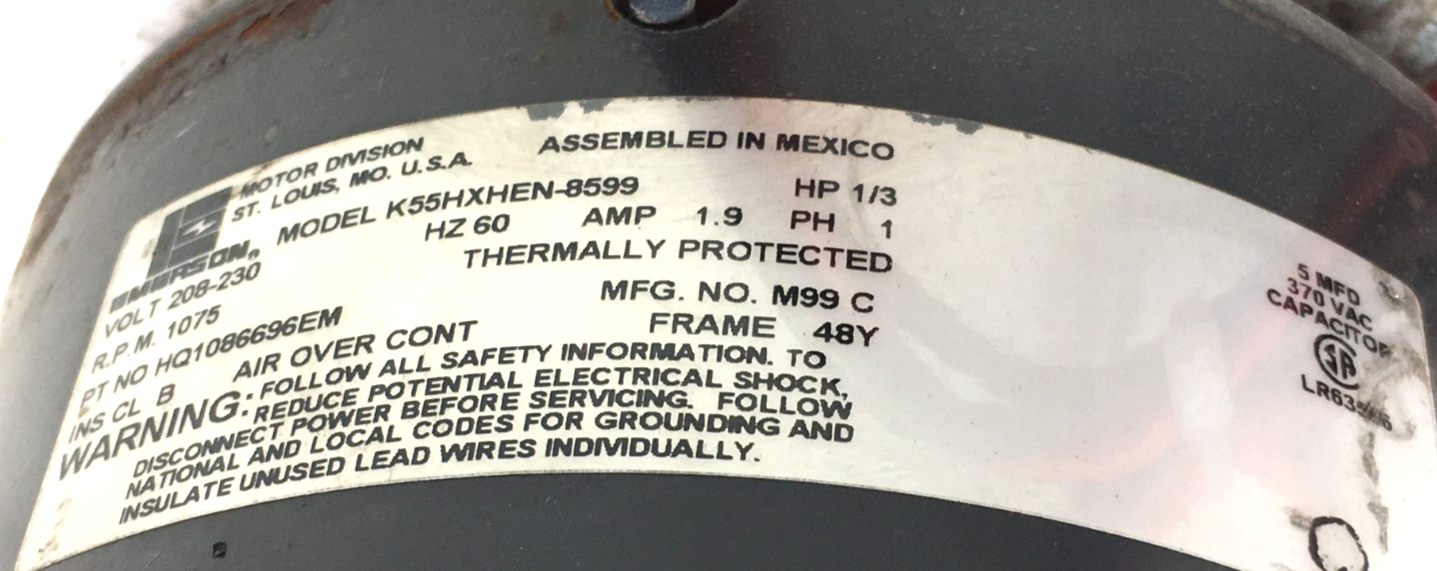 MOTOR DIVISION
ST. LOUIS, MO. U.S.A.
ASSEMBLED IN MEXICO
EMERSON®
MODEL K55HXHEN-8599 HP 1/3
VOLT 208-230 HZ 60 AMP 1.9 PH 1
R.P.M. 1075 THERMALLY PROTECTED
PT NO HQ1086696EM MFG. NO. M99 C
INS CL B AIR OVER CONT FRAME 48Y
WARNING: FOLLOW ALL SAFETY INFORMATION. TO
REDUCE POTENTIAL ELECTRICAL SHOCK,
DISCONNECT POWER BEFORE SERVICING. FOLLOW
NATIONAL AND LOCAL CODES FOR GROUNDING AND
INSULATE UNUSED LEAD WIRES INDIVIDUALLY.
5 MFD
370 VAC
CAPACITOR